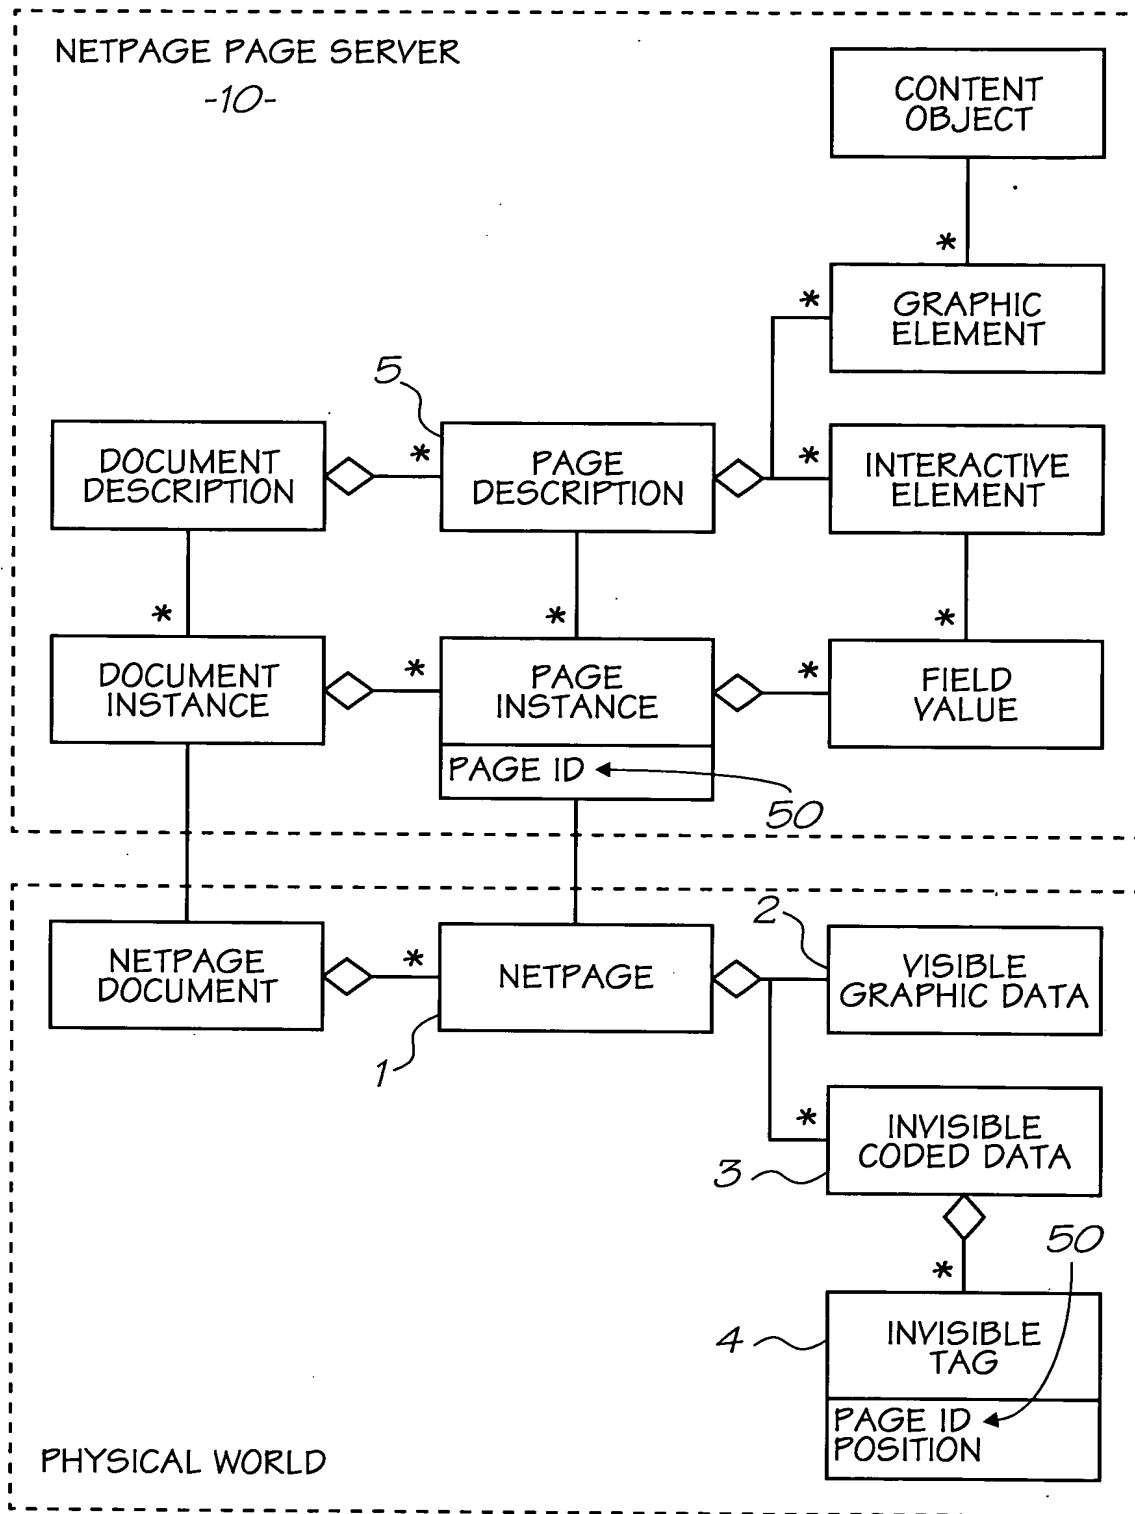 NETPAGE PAGE SERVER
-10-
CONTENT
OBJECT
*
GRAPHIC
ELEMENT
*
5
DOCUMENT
DESCRIPTION
*
PAGE
DESCRIPTION
*
INTERACTIVE
ELEMENT
*
*
*
DOCUMENT
INSTANCE
*
PAGE
INSTANCE
*
FIELD
VALUE
PAGE ID
50
2
NETPAGE
DOCUMENT
*
NETPAGE
VISIBLE
GRAPHIC DATA
1
*
INVISIBLE
CODED DATA
3
50
*
4
INVISIBLE
TAG
PAGE ID
POSITION
PHYSICAL WORLD